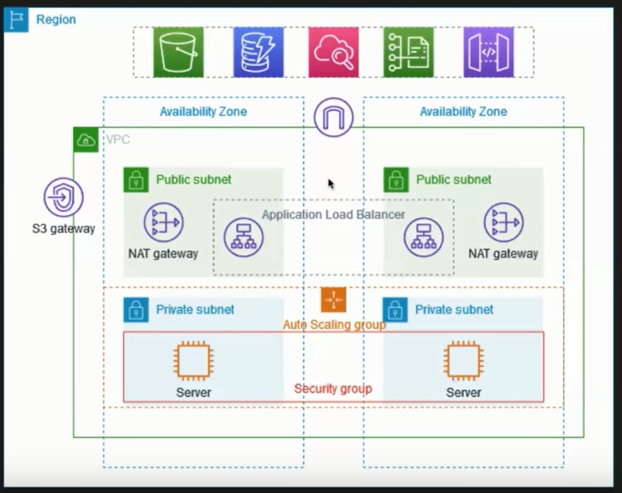 Region
Availability Zone
Availability Zone
VPC
Public subnet
Public subnet
Application Load Balancer
S3 gateway
NAT gateway
NAT gateway
Private subnet
Private subnet
Auto Scaling group
Security group
Server
Server